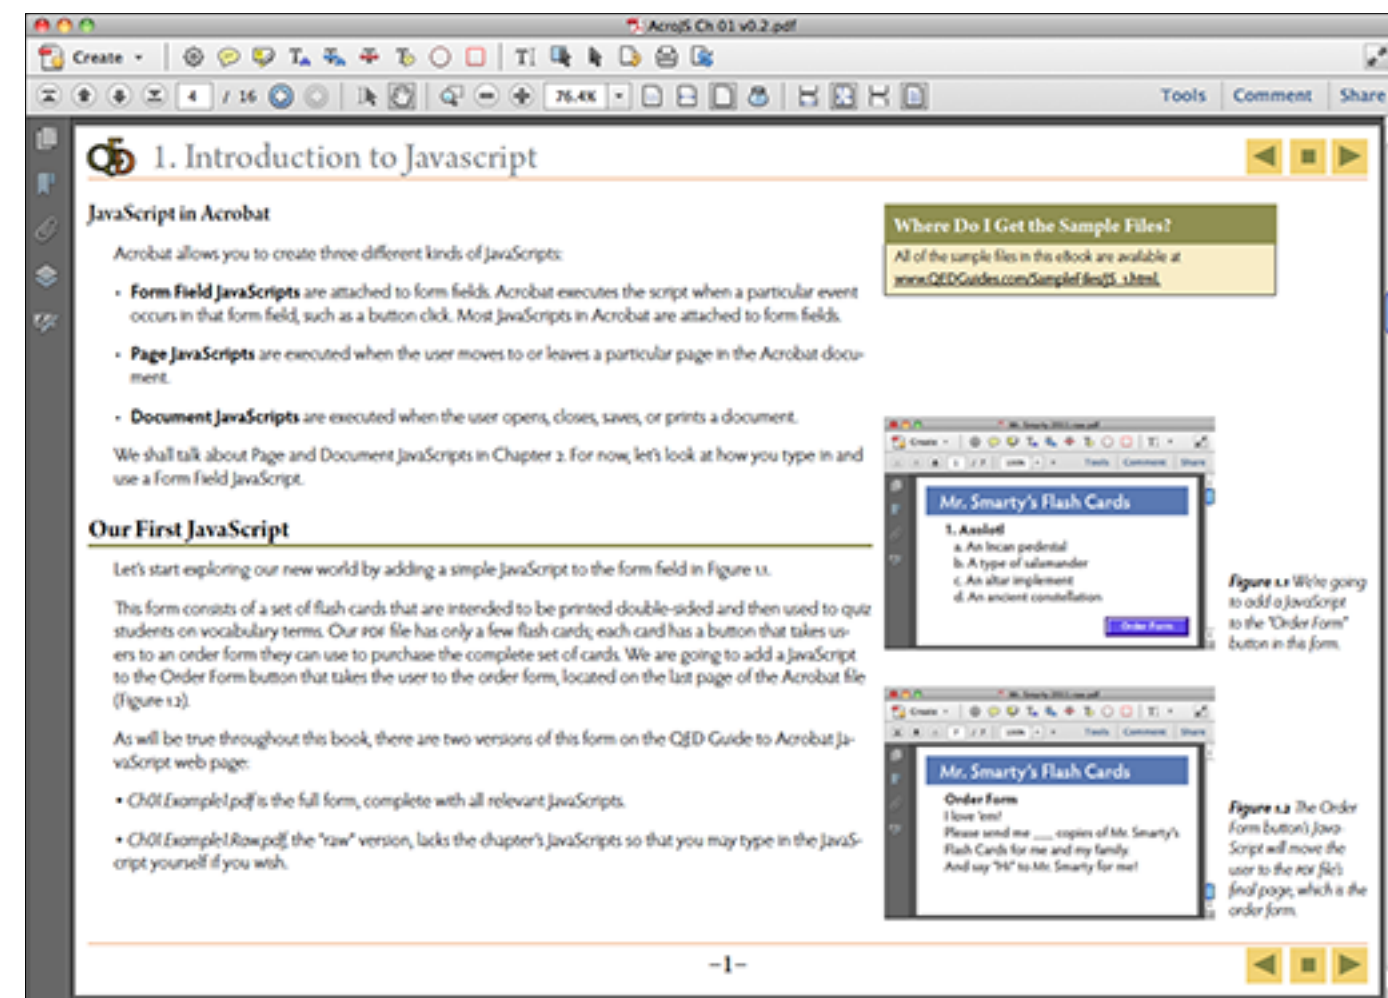 AcroJS Ch 01 v0.2.pdf
Create
4 / 16
76.4%
Tools Comment Share
1. Introduction to Javascript
JavaScript in Acrobat
Acrobat allows you to create three different kinds of JavaScripts:
• Form Field JavaScripts are attached to form fields. Acrobat executes the script when a particular event
occurs in that form field, such as a button click. Most JavaScripts in Acrobat are attached to form fields.
• Page JavaScripts are executed when the user moves to or leaves a particular page in the Acrobat docu-
ment.
• Document JavaScripts are executed when the user opens, closes, saves, or prints a document.
We shall talk about Page and Document JavaScripts in Chapter 2. For now, let's look at how you type in and
use a Form Field JavaScript.
Our First JavaScript
Let's start exploring our new world by adding a simple JavaScript to the form field in Figure 1.1.
This form consists of a set of flash cards that are intended to be printed double-sided and then used to quiz
students on vocabulary terms. Our PDF file has only a few flash cards; each card has a button that takes us-
ers to an order form they can use to purchase the complete set of cards. We are going to add a JavaScript
to the Order Form button that takes the user to the order form, located on the last page of the Acrobat file
(Figure 1.2).
As will be true throughout this book, there are two versions of this form on the QED Guide to Acrobat Ja-
vaScript web page:
• Ch01Example1.pdf is the full form, complete with all relevant JavaScripts.
• Ch01Example1Raw.pdf, the "raw" version, lacks the chapter's JavaScripts so that you may type in the JavaS-
cript yourself if you wish.
Where Do I Get the Sample Files?
All of the sample files in this eBook are available at
www.QEDGuides.com/SampleFiles/JS_1.html.
Mr. Smarty 2011.raw.pdf
Create
Tools Comment Share
Mr. Smarty's Flash Cards
1. Axolotl
a. An Incan pedestal
b. A type of salamander
c. An altar implement
d. An ancient constellation
Order Form
Figure 1.1 We're going
to add a JavaScript
to the "Order Form"
button in this form.
Mr. Smarty 2011.raw.pdf
Create
Tools Comment Share
Mr. Smarty's Flash Cards
Order Form
I love 'em!
Please send me ___ copies of Mr. Smarty's
Flash Cards for me and my family.
And say "Hi" to Mr. Smarty for me!
Figure 1.2 The Order
Form button's Java-
Script will move the
user to the PDF file's
final page, which is the
order form.
–1–